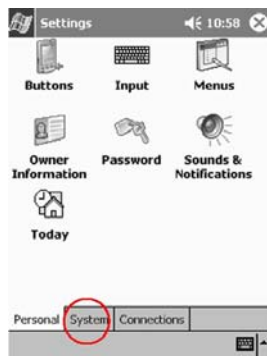 Settings 10:58
Buttons Input Menus
Owner Information Password Sounds & Notifications
Today
Personal System Connections